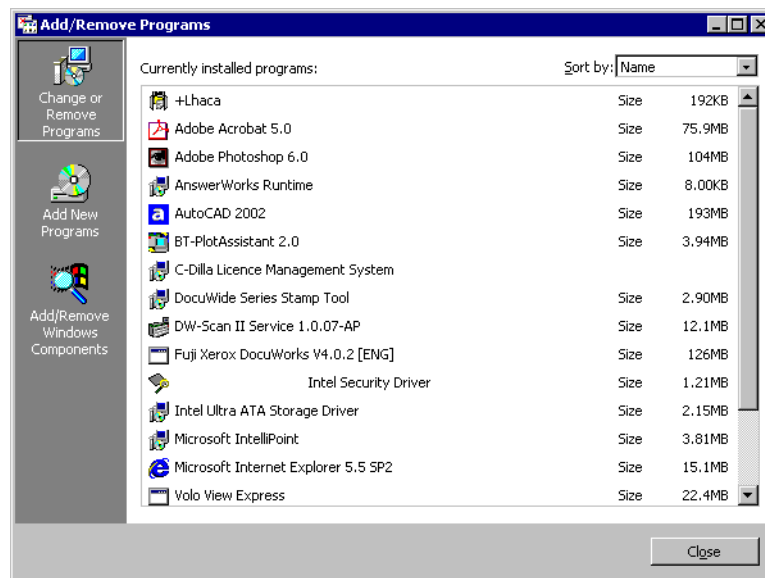 Add/Remove Programs
Change or
Remove
Programs
Add New
Programs
Add/Remove
Windows
Components
Currently installed programs:
Sort by: Name
+Lhaca Size 192KB
Adobe Acrobat 5.0 Size 75.9MB
Adobe Photoshop 6.0 Size 104MB
AnswerWorks Runtime Size 8.00KB
AutoCAD 2002 Size 193MB
BT-PlotAssistant 2.0 Size 3.94MB
C-Dilla Licence Management System
DocuWide Series Stamp Tool Size 2.90MB
DW-Scan II Service 1.0.07-AP Size 12.1MB
Fuji Xerox DocuWorks V4.0.2 [ENG] Size 126MB
Intel Security Driver Size 1.21MB
Intel Ultra ATA Storage Driver Size 2.15MB
Microsoft IntelliPoint Size 3.81MB
Microsoft Internet Explorer 5.5 SP2 Size 15.1MB
Volo View Express Size 22.4MB
Close